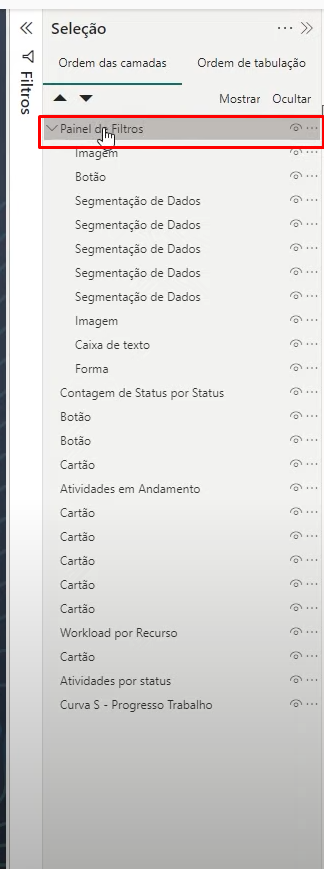 Seleção
Filtros
Ordem das camadas
Ordem de tabulação
Mostrar
Ocultar
Painel de Filtros
Imagem
Botão
Segmentação de Dados
Segmentação de Dados
Segmentação de Dados
Segmentação de Dados
Segmentação de Dados
Imagem
Caixa de texto
Forma
Contagem de Status por Status
Botão
Botão
Cartão
Atividades em Andamento
Cartão
Cartão
Cartão
Cartão
Cartão
Workload por Recurso
Cartão
Atividades por status
Curva S - Progresso Trabalho